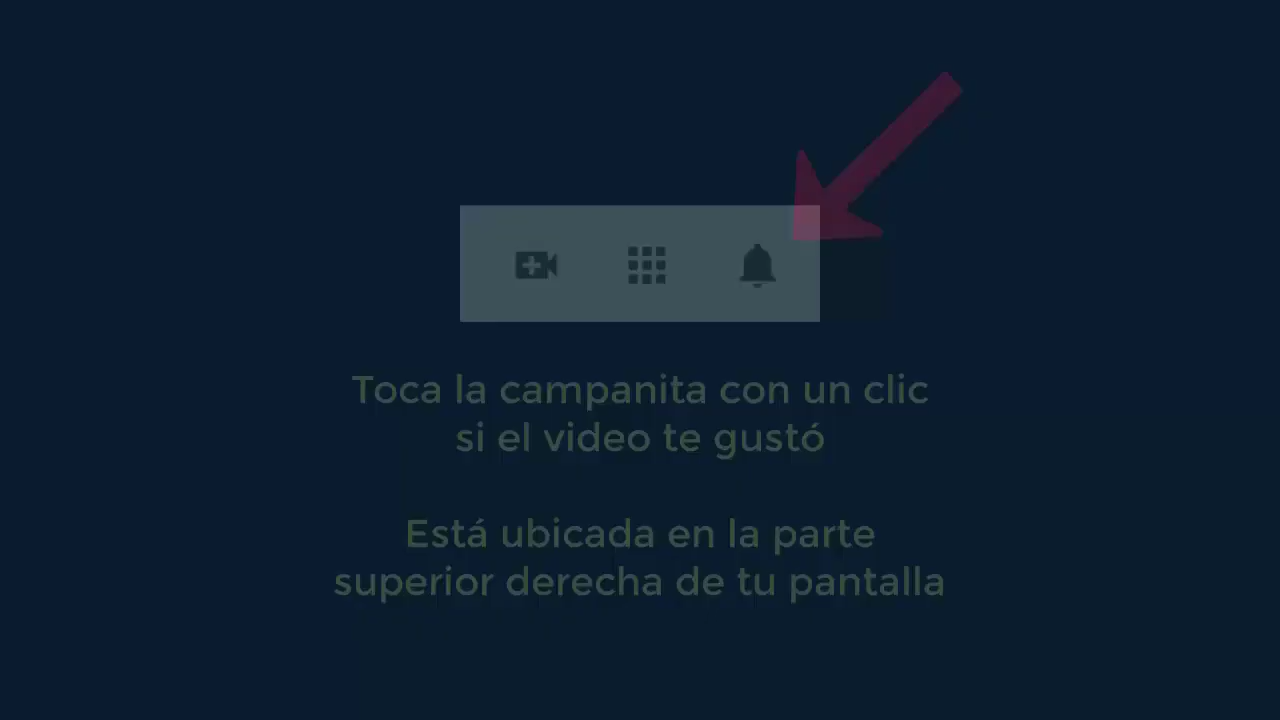 Toca la campanita con un clic
si el video te gustó
Está ubicada en la parte
superior derecha de tu pantalla